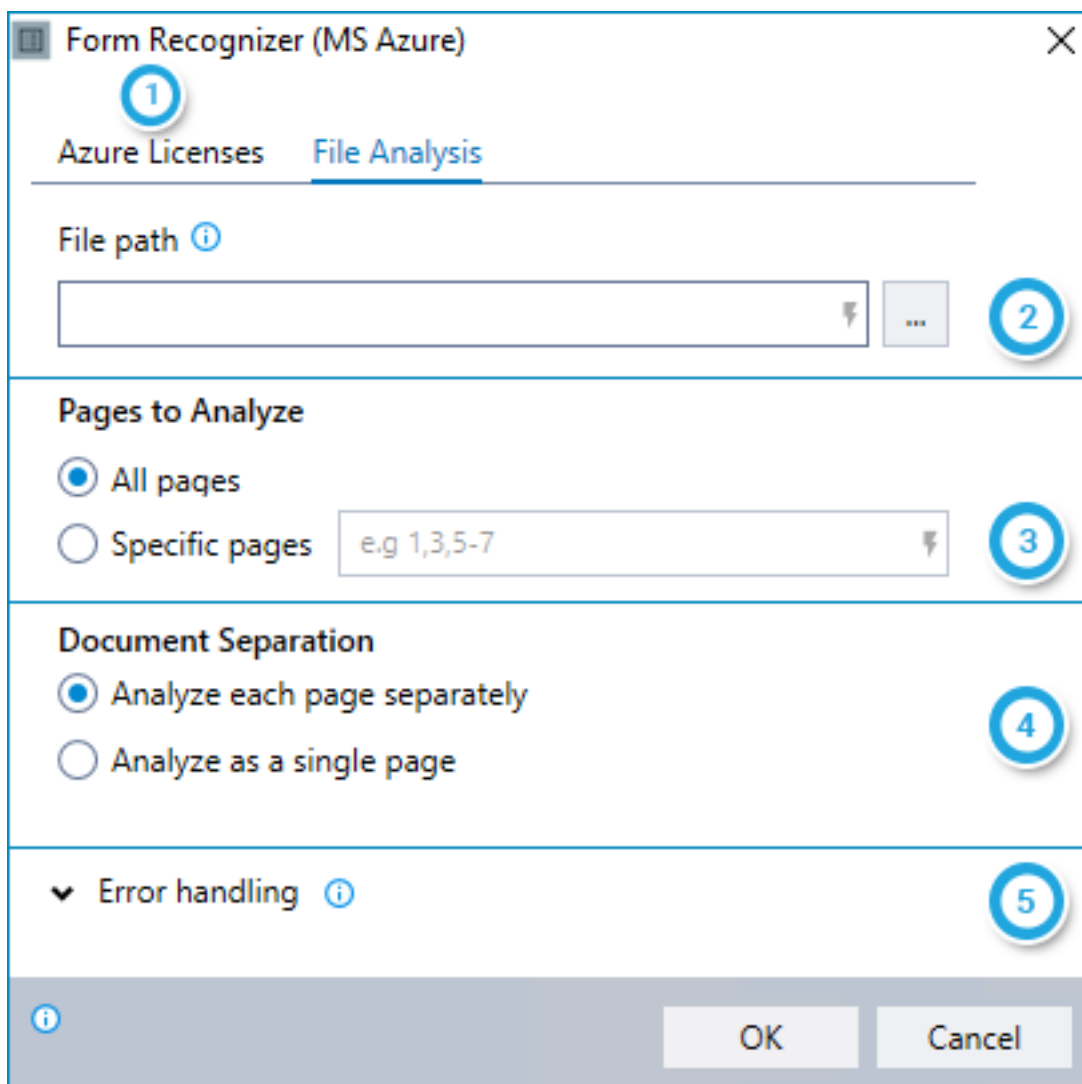 Form Recognizer (MS Azure)
1
Azure Licenses File Analysis
File path
...
2
Pages to Analyze
All pages
Specific pages e.g 1,3,5-7
3
Document Separation
Analyze each page separately
4
Analyze as a single page
Error handling
5
OK Cancel